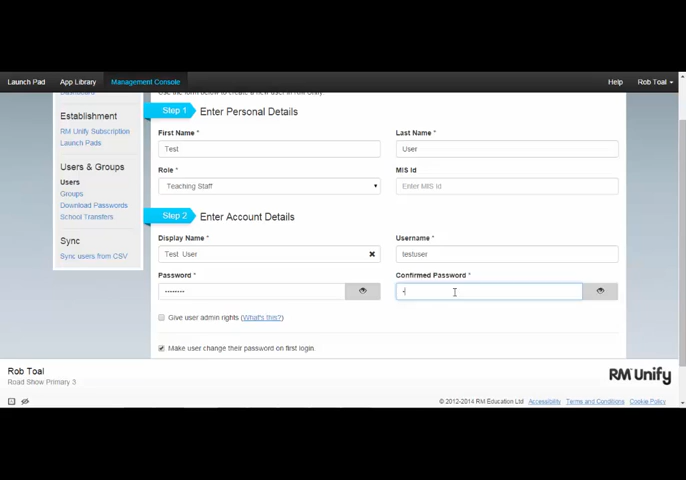 Launch Pad App Library Management Console Help Rob Toal
Use the form below to create a new user in RM Unify.
Dashboard
Step 1 Enter Personal Details
Establishment
RM Unify Subscription
Launch Pads
First Name * Last Name *
Test User
Users & Groups
Role * MIS Id
Users
Teaching Staff Enter MIS Id
Groups
Download Passwords
School Transfers
Step 2 Enter Account Details
Sync
Display Name * Username *
Sync users from CSV
Test User testuser
Password * Confirmed Password *
Give user admin rights (What's this?)
Make user change their password on first login.
Rob Toal
Road Show Primary 3
RM Unify
© 2012-2014 RM Education Ltd Accessibility Terms and Conditions Cookie Policy